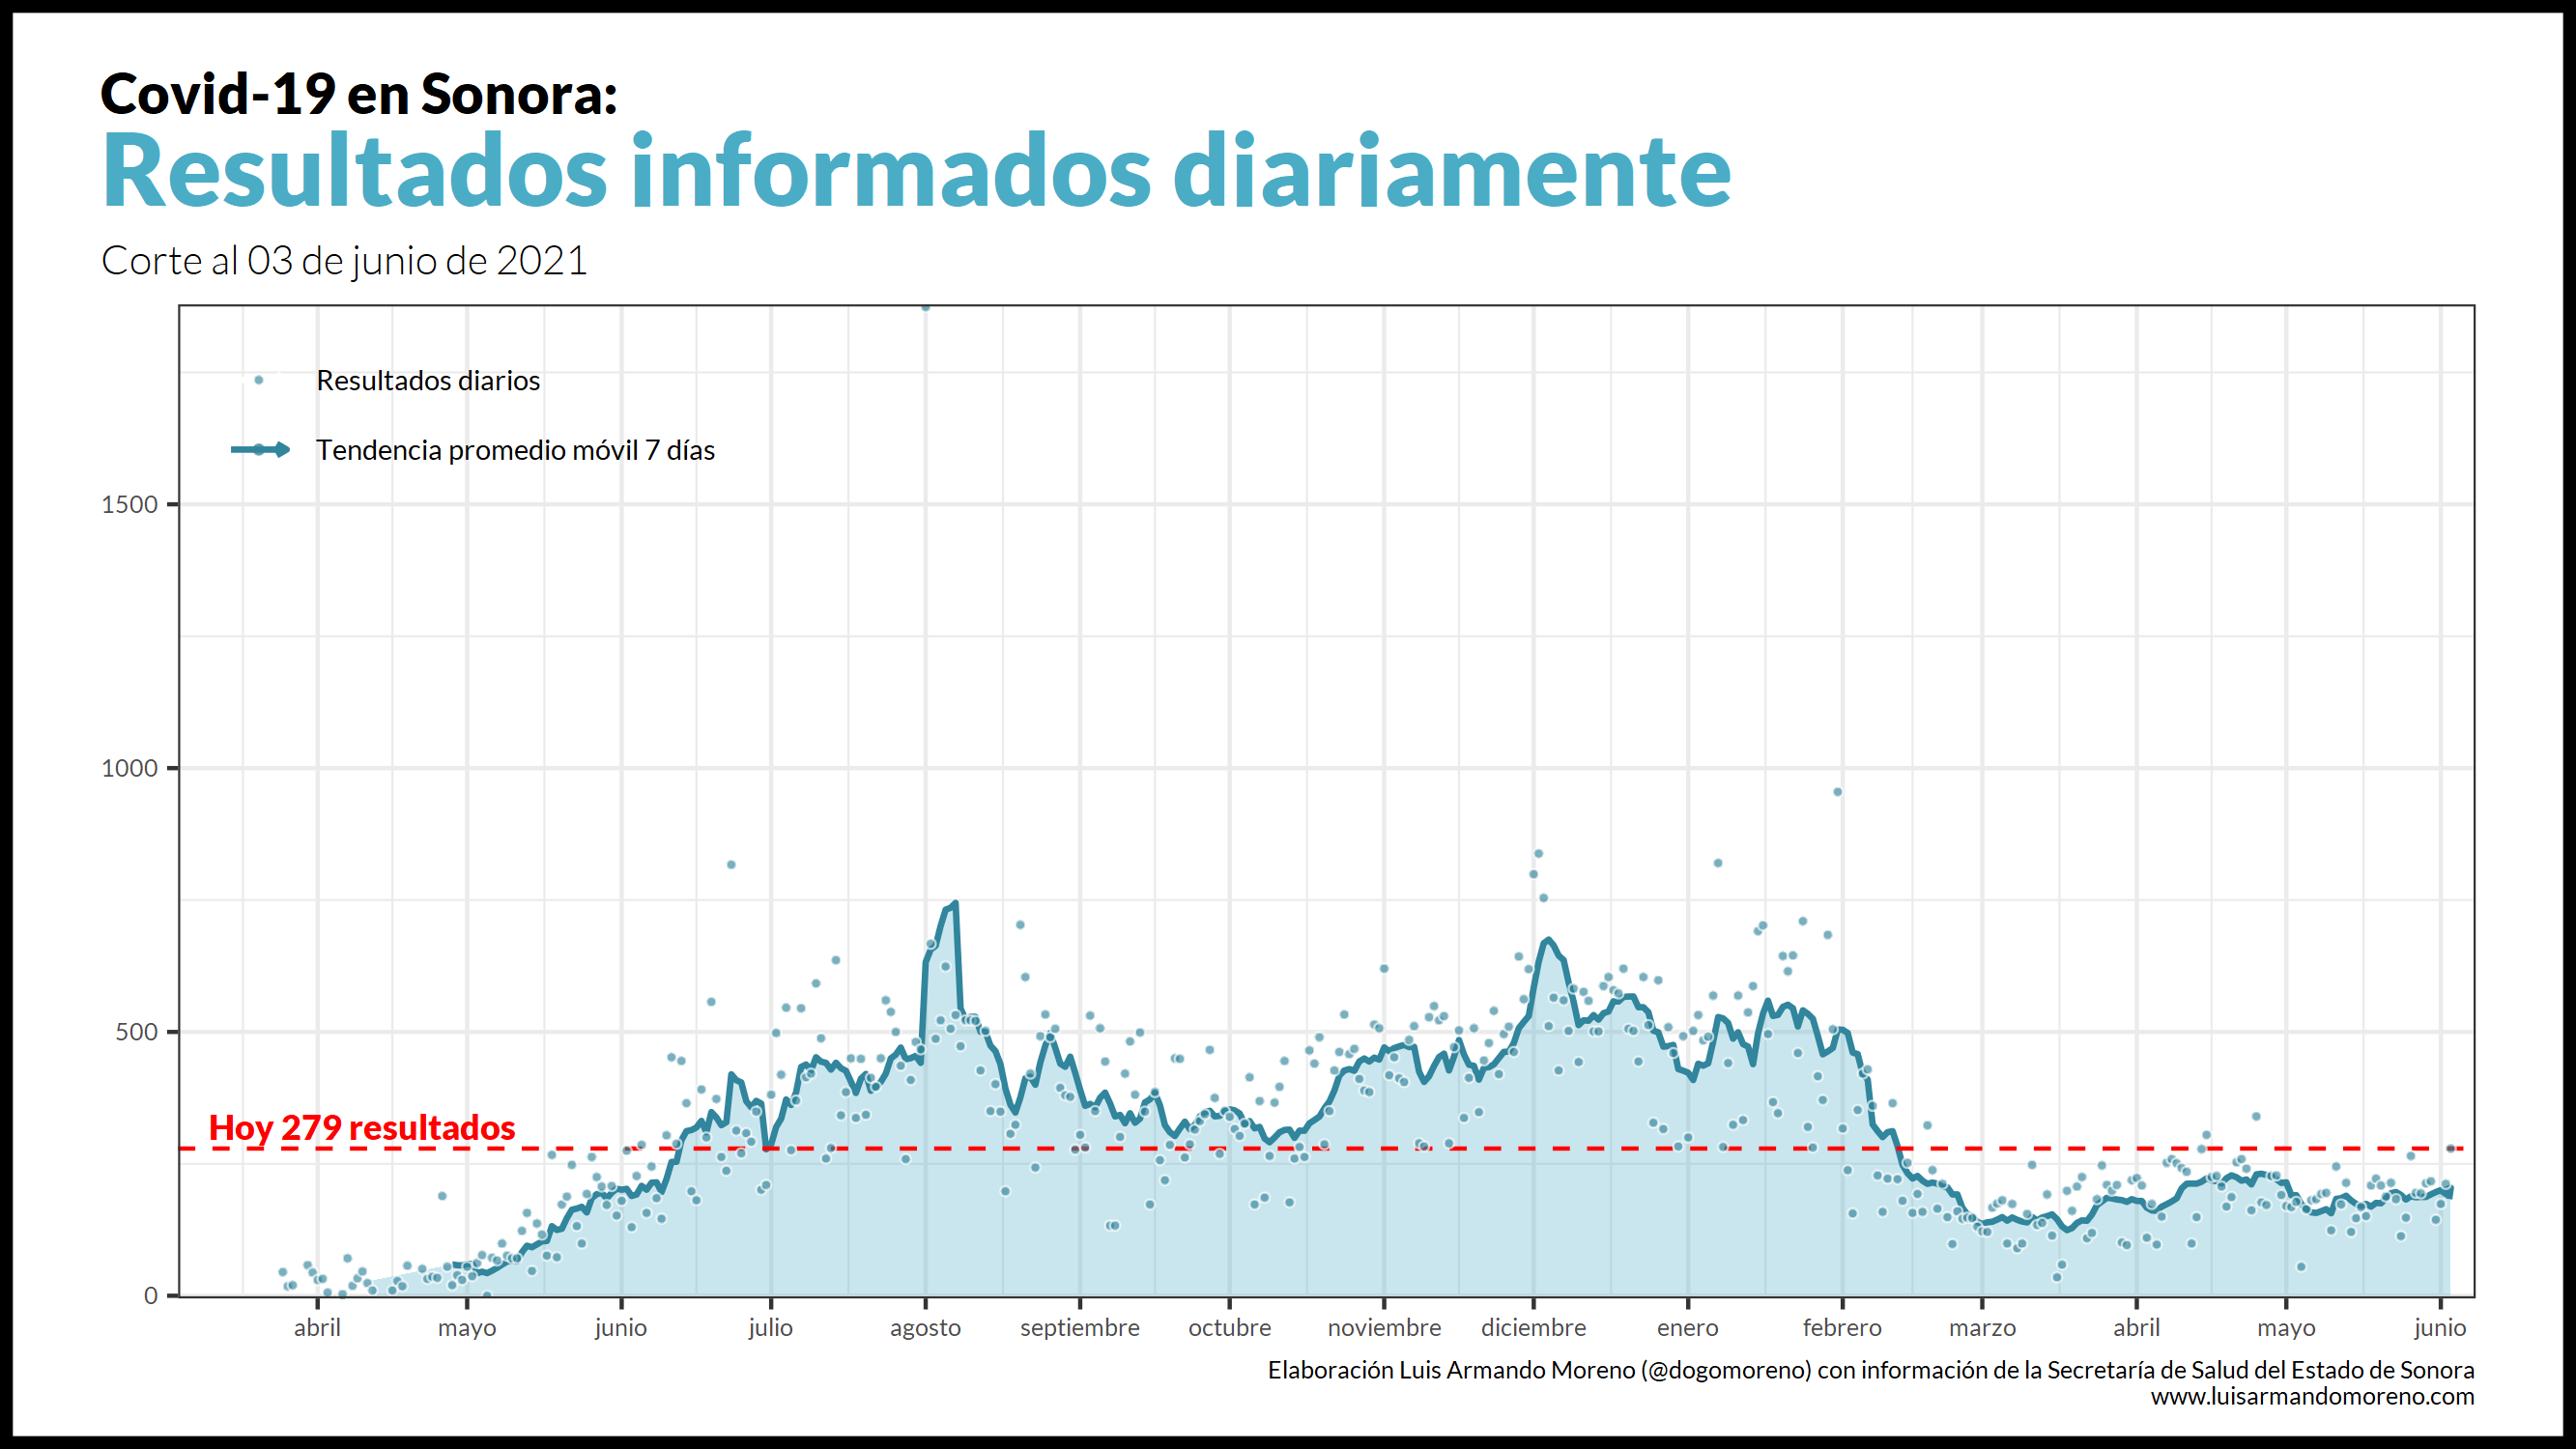 Covid-19 en Sonora:
Resultados informados diariamente
Corte al 03 de junio de 2021
Resultados diarios
Tendencia promedio móvil 7 días
1500
1000
500
Hoy 279 resultados
0
abril mayo junio julio agosto septiembre octubre noviembre diciembre enero febrero marzo abril mayo junio
Elaboración Luis Armando Moreno (@dogomoreno) con información de la Secretaría de Salud del Estado de Sonora
www.luisarmandomoreno.com